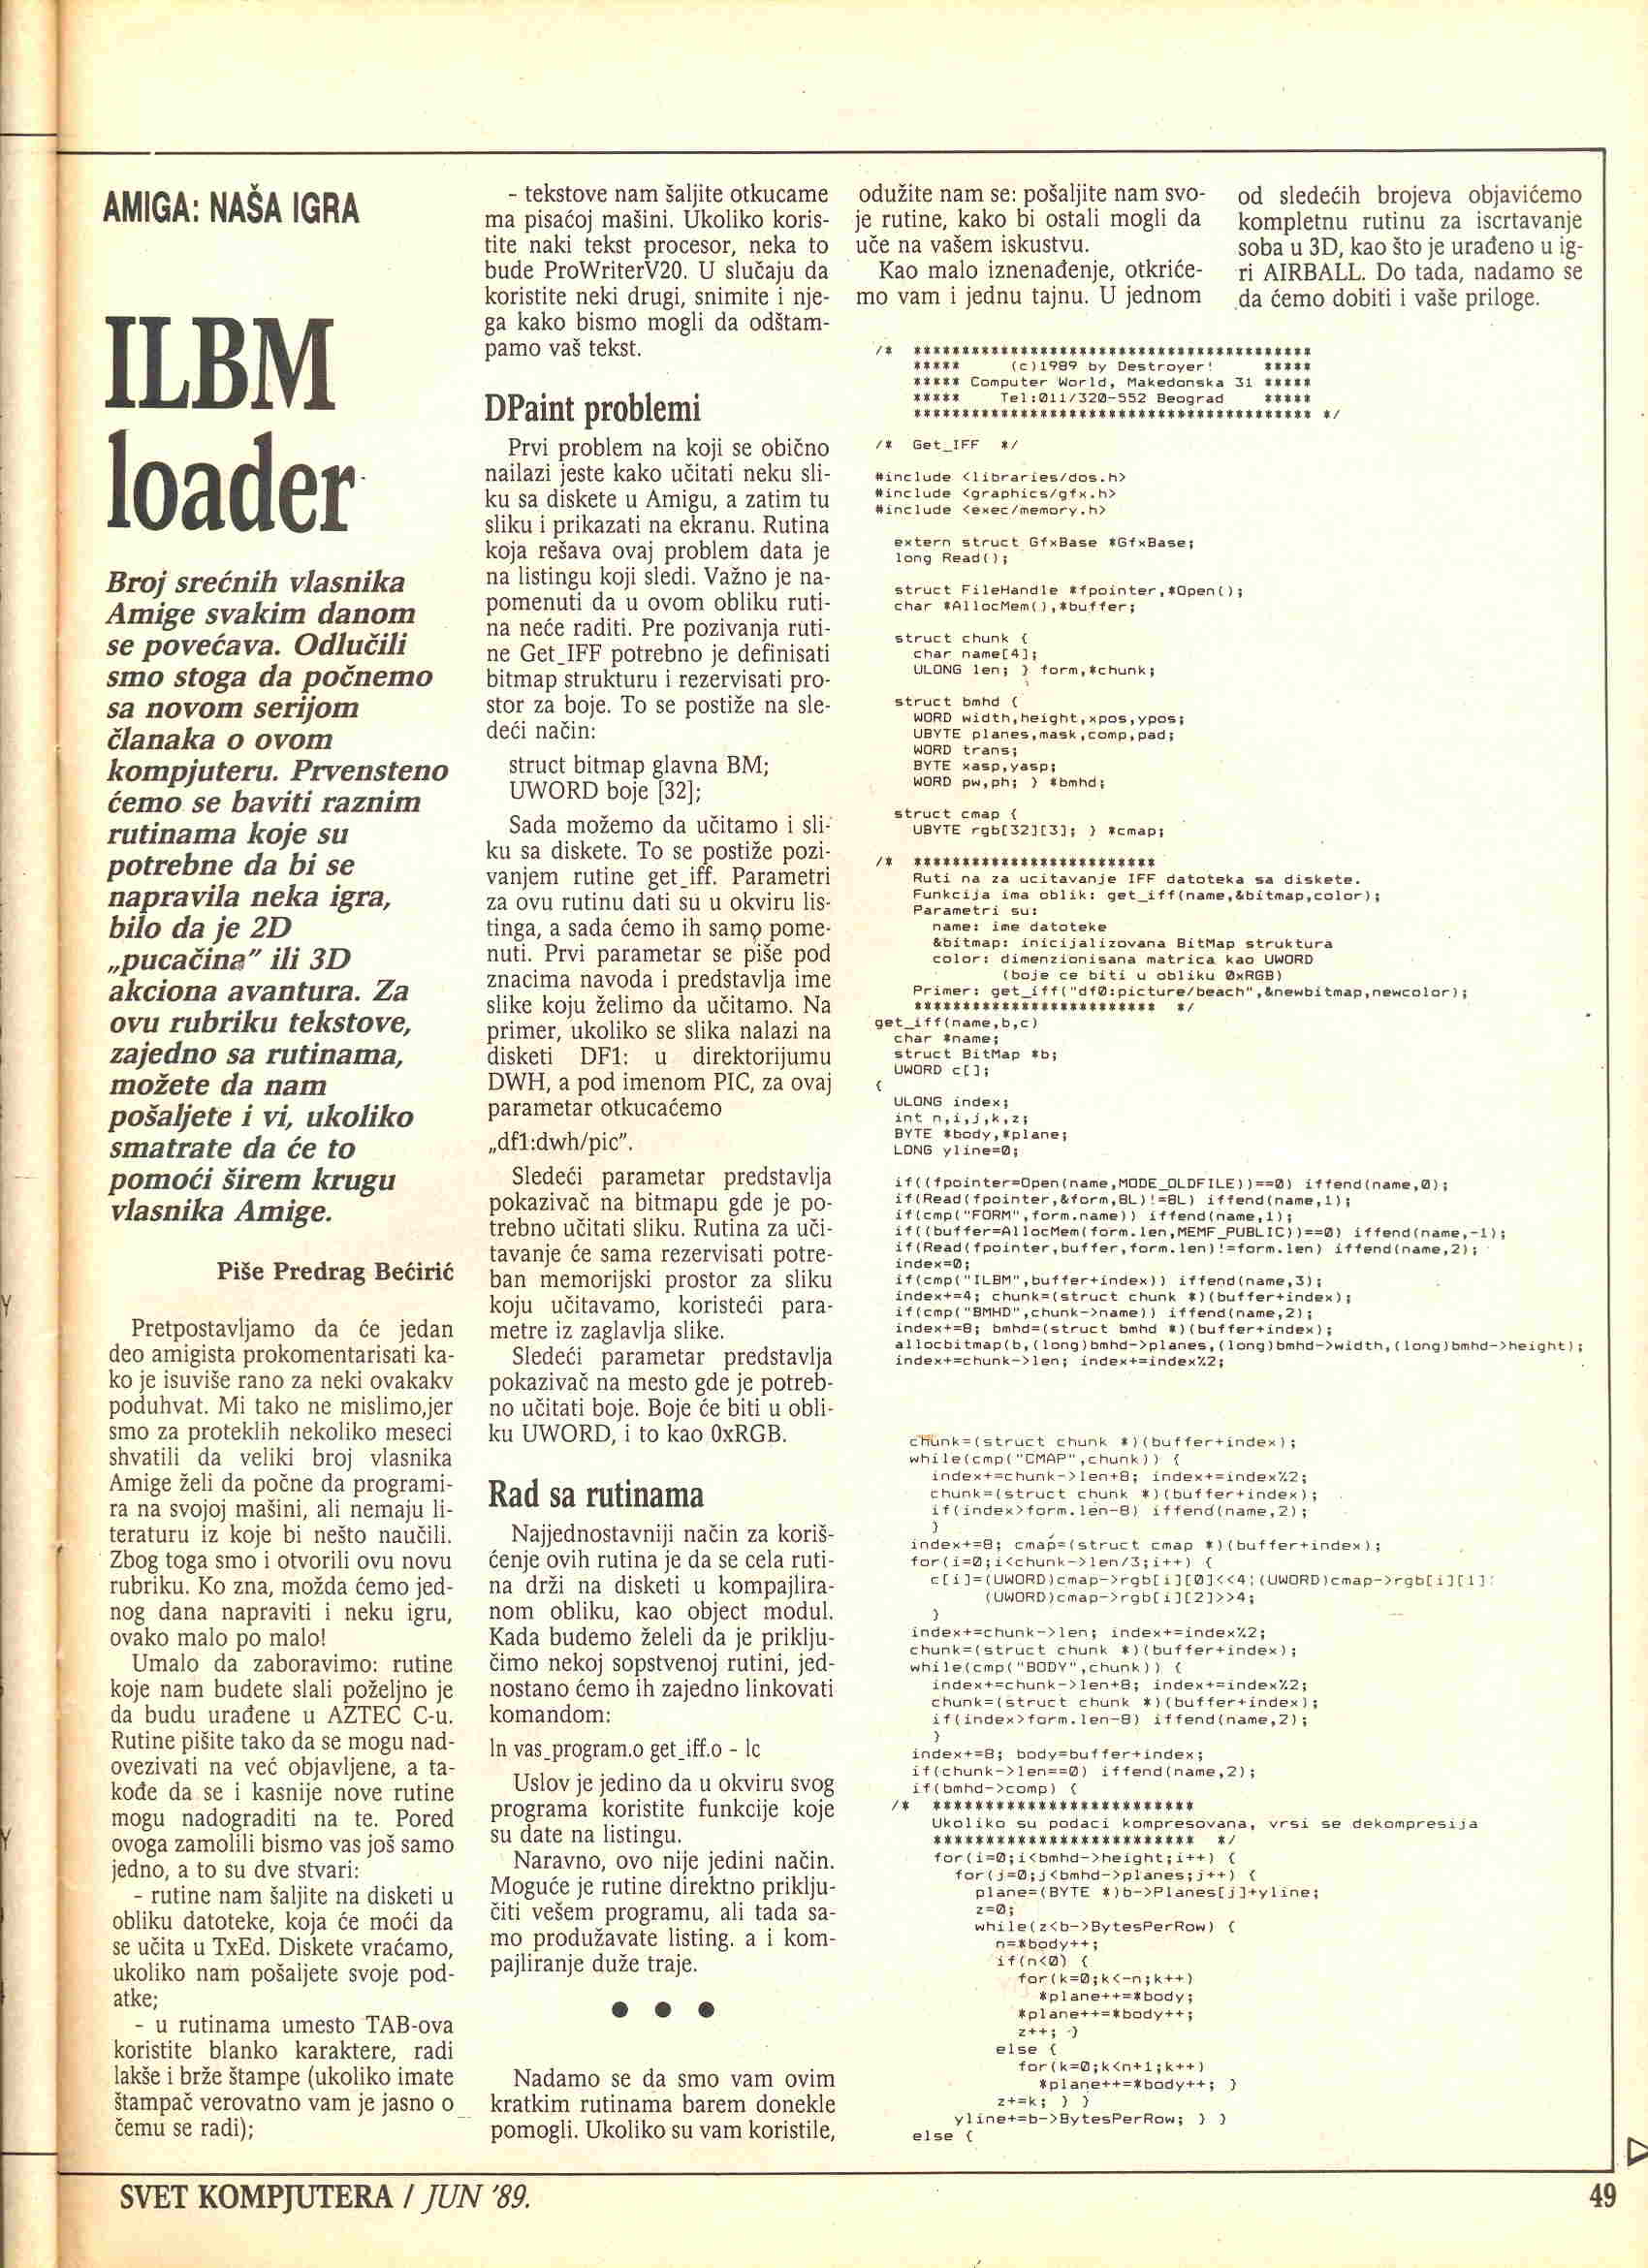 AMIGA: NAŠA IGRA
ILBM
loader
Broj srećnih vlasnika
Amige svakim danom
se povećava. Odlučili
smo stoga da počnemo
sa novom serijom
članaka o ovom
kompjuteru. Prvensteno
ćemo se baviti raznim
rutinama koje su
potrebne da bi se
napravila neka igra,
bilo da je 2D
„pucačina" ili 3D
akciona avantura. Za
ovu rubriku tekstove,
zajedno sa rutinama,
možete da nam
pošaljete i vi, ukoliko
smatrate da će to
pomoći širem krugu
vlasnika Amige.
Piše Predrag Bećirić
Pretpostavljamo da će jedan
deo amigista prokomentarisati ka-
ko je isuviše rano za neki ovakakv
poduhvat. Mi tako ne mislimo,jer
smo za proteklih nekoliko meseci
shvatili da veliki broj vlasnika
Amige želi da počne da programi-
ra na svojoj mašini, ali nemaju li-
teraturu iz koje bi nešto naučili.
Zbog toga smo i otvorili ovu novu
rubriku. Ko zna, možda ćemo jed-
nog dana napraviti i neku igru,
ovako malo po malo!
Umalo da zaboravimo: rutine
koje nam budete slali poželjno je
da budu urađene u AZTEC C-u.
Rutine pišite tako da se mogu nad-
ovezivati na već objavljene, a ta-
kođe da se i kasnije nove rutine
mogu nadograditi na te. Pored
ovoga zamolili bismo vas još samo
jedno, a to su dve stvari:
- rutine nam šaljite na disketi u
obliku datoteke, koja će moći da
se učita u TxEd. Diskete vraćamo,
ukoliko nam pošaljete svoje pod-
atke;
- u rutinama umesto TAB-ova
koristite blanko karaktere, radi
lakše i brže štampe (ukoliko imate
štampač verovatno vam je jasno o
čemu se radi);
- tekstove nam šaljite otkucame
ma pisaćoj mašini. Ukoliko koris-
tite naki tekst procesor, neka to
bude ProWriterV20. U slučaju da
koristite neki drugi, snimite i nje-
ga kako bismo mogli da odštam-
pamo vaš tekst.
DPaint problemi
Prvi problem na koji se obično
nailazi jeste kako učitati neku sli-
ku sa diskete u Amigu, a zatim tu
sliku i prikazati na ekranu. Rutina
koja rešava ovaj problem data je
na listingu koji sledi. Važno je na-
pomenuti da u ovom obliku ruti-
na neće raditi. Pre pozivanja ruti-
ne Get_IFF potrebno je definisati
bitmap strukturu i rezervisati pro-
stor za boje. To se postiže na sle-
deći način:
struct bitmap glavna BM;
UWORD boje [32];
Sada možemo da učitamo i sli-
ku sa diskete. To se postiže pozi-
vanjem rutine get_iff. Parametri
za ovu rutinu dati su u okviru lis-
tinga, a sada ćemo ih samo pome-
nuti. Prvi parametar se piše pod
znacima navoda i predstavlja ime
slike koju želimo da učitamo. Na
primer, ukoliko se slika nalazi na
disketi DF1: u direktorijumu
DWH, a pod imenom PIC, za ovaj
parametar otkucaćemo
„df1:dwh/pic".
Sledeći parametar predstavlja
pokazivač na bitmapu gde je po-
trebno učitati sliku. Rutina za uči-
tavanje će sama rezervisati potre-
ban memorijski prostor za sliku
koju učitavamo, koristeći para-
metre iz zaglavlja slike.
Sledeći parametar predstavlja
pokazivač na mesto gde je potreb-
no učitati boje. Boje će biti u obli-
ku UWORD, i to kao 0xRGB.
Rad sa rutinama
Najjednostavniji način za koriš-
ćenje ovih rutina je da se cela ruti-
na drži na disketi u kompajlira-
nom obliku, kao object modul.
Kada budemo želeli da je priklju-
čimo nekoj sopstvenoj rutini, jed-
nostano ćemo ih zajedno linkovati
komandom:
ln vas_program.o get_iff.o - lc
Uslov je jedino da u okviru svog
programa koristite funkcije koje
su date na listingu.
Naravno, ovo nije jedini način.
Moguće je rutine direktno priklju-
čiti vešem programu, ali tada sa-
mo produžavate listing. a i kom-
pajliranje duže traje.
● ● ●
Nadamo se da smo vam ovim
kratkim rutinama barem donekle
pomogli. Ukoliko su vam koristile,
odužite nam se: pošaljite nam svo-
je rutine, kako bi ostali mogli da
uče na vašem iskustvu.
Kao malo iznenađenje, otkriće-
mo vam i jednu tajnu. U jednom
od sledećih brojeva objavićemo
kompletnu rutinu za iscrtavanje
soba u 3D, kao što je urađeno u ig-
ri AIRBALL. Do tada, nadamo se
da ćemo dobiti i vaše priloge.
/* *****************************************
***** (c)1989 by Destroyer! *****
***** Computer World, Makedonska 31 *****
***** Tel:011/320-552 Beograd *****
***************************************** */
/* Get_IFF */
#include <libraries/dos.h>
#include <graphics/gfx.h>
#include <exec/memory.h>
extern struct GfxBase *GfxBase;
long Read();
struct FileHandle *fpointer,*Open();
char *AllocMem(),*buffer;
struct chunk {
char name[4];
ULONG len; } form,*chunk;
struct bmhd {
WORD width,height,xpos,ypos;
UBYTE planes,mask,comp,pad;
WORD trans;
BYTE xasp,yasp;
WORD pw,ph; } *bmhd;
struct cmap {
UBYTE rgb[32][3]; } *cmap;
/* *************************
Ruti na za ucitavanje IFF datoteka sa diskete.
Funkcija ima oblik: get_iff(name,&bitmap,color);
Parametri su:
name: ime datoteke
&bitmap: inicijalizovana BitMap struktura
color: dimenzionisana matrica kao UWORD
(boje ce biti u obliku 0xRGB)
Primer: get_iff("df0:picture/beach",&newbitmap,newcolor);
************************* */
get_iff(name,b,c)
char *name;
struct BitMap *b;
UWORD c[];
{
ULONG index;
int n,i,j,k,z;
BYTE *body,*plane;
LONG yline=0;
if((fpointer=Open(name,MODE_OLDFILE))==0) iffend(name,0);
if(Read(fpointer,&form,8L)!=8L) iffend(name,1);
if(cmp("FORM",form.name)) iffend(name,1);
if((buffer=AllocMem(form.len,MEMF_PUBLIC))==0) iffend(name,-1);
if(Read(fpointer,buffer,form.len)!=form.len) iffend(name,2);
index=0;
if(cmp("ILBM",buffer+index)) iffend(name,3);
index+=4; chunk=(struct chunk *)(buffer+index);
if(cmp("BMHD",chunk->name)) iffend(name,2);
index+=8; bmhd=(struct bmhd *)(buffer+index);
allocbitmap(b,(long)bmhd->planes,(long)bmhd->width,(long)bmhd->height);
index+=chunk->len; index+=index%2;
chunk=(struct chunk *)(buffer+index);
while(cmp("CMAP",chunk)) {
index+=chunk->len+8; index+=index%2;
chunk=(struct chunk *)(buffer+index);
if(index>form.len-8) iffend(name,2);
}
index+=8; cmap=(struct cmap *)(buffer+index);
for(i=0;i<chunk->len/3;i++) {
c[i]=(UWORD)cmap->rgb[i][0]<<4|(UWORD)cmap->rgb[i][1]|
(UWORD)cmap->rgb[i][2]>>4;
}
index+=chunk->len; index+=index%2;
chunk=(struct chunk *)(buffer+index);
while(cmp("BODY",chunk)) {
index+=chunk->len+8; index+=index%2;
chunk=(struct chunk *)(buffer+index);
if(index>form.len-8) iffend(name,2);
}
index+=8; body=buffer+index;
if(chunk->len==0) iffend(name,2);
if(bmhd->comp) {
/* *************************
Ukoliko su podaci kompresovana, vrsi se dekompresija
************************* */
for(i=0;i<bmhd->height;i++) {
for(j=0;j<bmhd->planes;j++) {
plane=(BYTE *)b->Planes[j]+yline;
z=0;
while(z<b->BytesPerRow) {
n=*body++;
if(n<0) {
for(k=0;k<-n;k++)
*plane++=*body;
*plane++=*body++;
z++; }
else {
for(k=0;k<n+1;k++)
*plane++=*body++; }
z+=k; } }
yline+=b->BytesPerRow; } }
else {
SVET KOMPJUTERA / JUN '89.
49